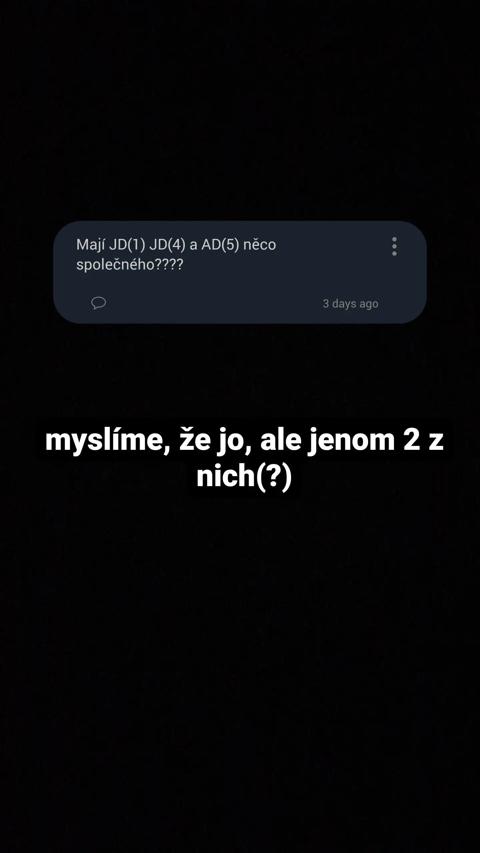 Mají JD(1) JD(4) a AD(5) něco
společného????
3 days ago
myslíme, že jo, ale jenom 2 z
nich(?)